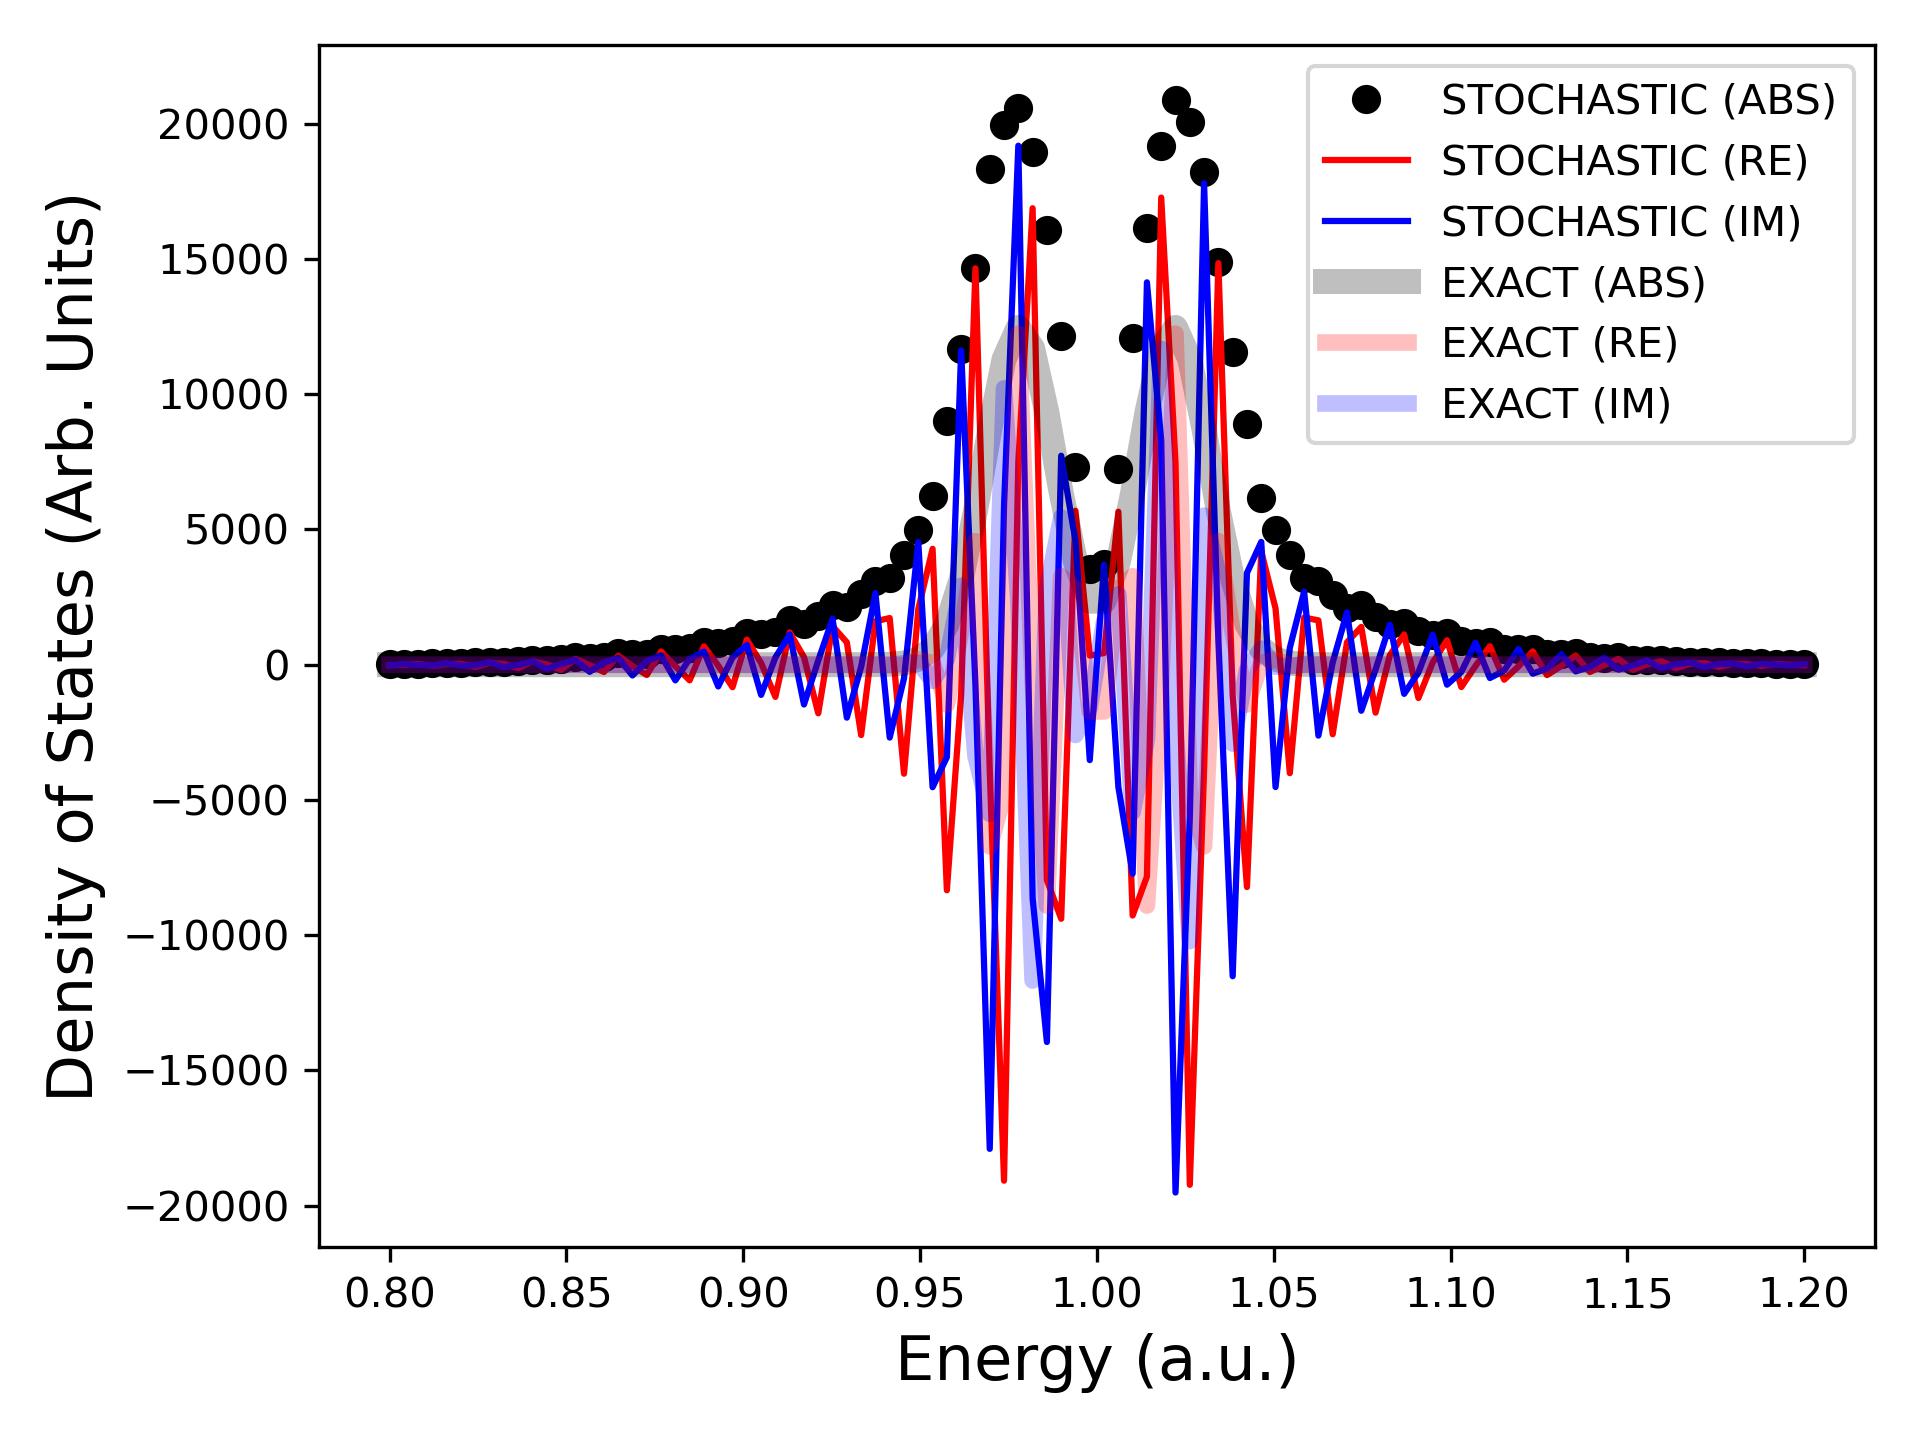 Density of States (Arb. Units)
20000
15000
10000
5000
0
−5000
−10000
−15000
−20000
STOCHASTIC (ABS)
STOCHASTIC (RE)
STOCHASTIC (IM)
EXACT (ABS)
EXACT (RE)
EXACT (IM)
0.80 0.85 0.90 0.95 1.00 1.05 1.10 1.15 1.20
Energy (a.u.)